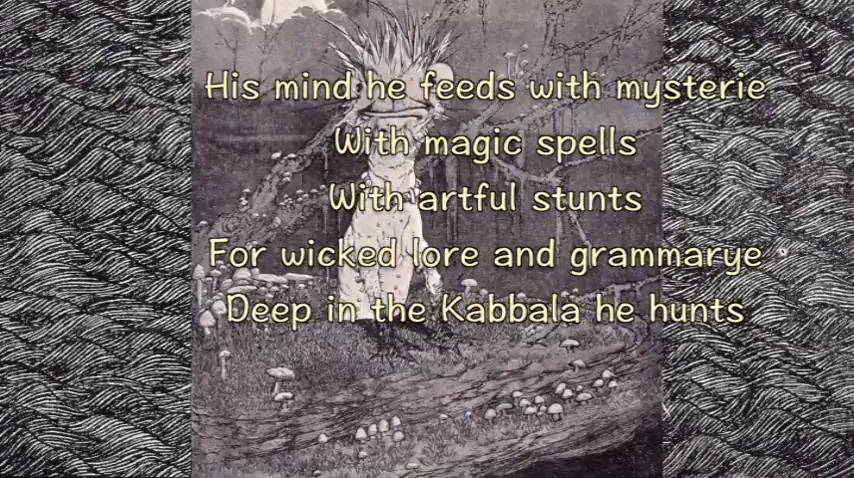 His mind he feeds with mysterie
With magic spells
With artful stunts
For wicked lore and grammarye
Deep in the Kabbala he hunts